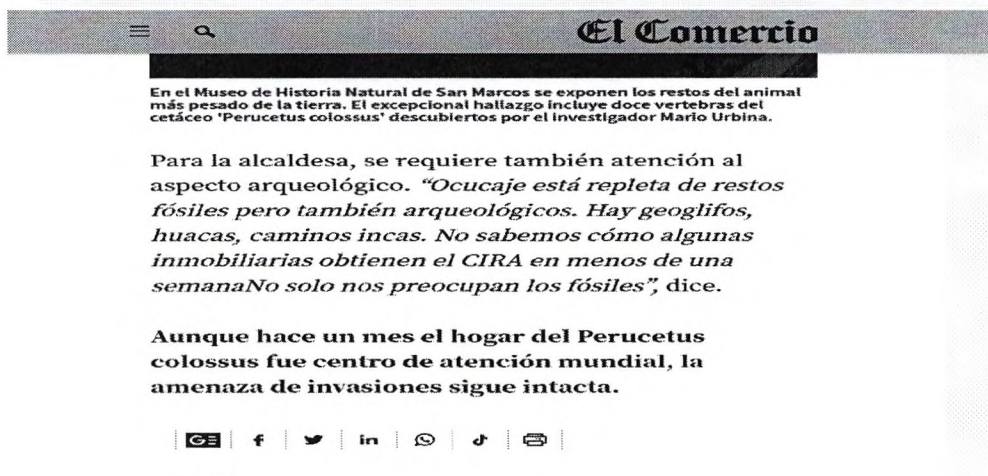 El Comercio
En el Museo de Historia Natural de San Marcos se exponen los restos del animal
más pesado de la tierra. El excepcional hallazgo incluye doce vertebras del
cetáceo 'Perucetus colossus' descubiertos por el investigador Mario Urbina.
Para la alcaldesa, se requiere también atención al
aspecto arqueológico. “Ocucaje está repleta de restos
fósiles pero también arqueológicos. Hay geoglifos,
huacas, caminos incas. No sabemos cómo algunas
inmobiliarias obtienen el CIRA en menos de una
semanaNo solo nos preocupan los fósiles”, dice.
Aunque hace un mes el hogar del Perucetus
colossus fue centro de atención mundial, la
amenaza de invasiones sigue intacta.